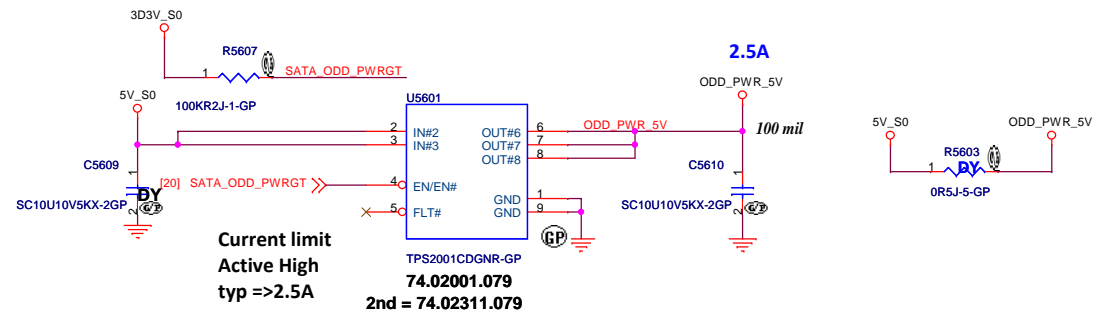 3D3V_S0
R5607
1
SATA_ODD_PWRGT
100KR2J-1-GP
5V_S0
C5609
1
DY
2
SC10U10V5KX-2GP
[20] SATA_ODD_PWRGT
U5601
2 IN#2
3 IN#3
4 EN/EN#
5 FLT#
OUT#6 6
OUT#7 7
OUT#8 8
GND 1
GND 9
TPS2001CDGNR-GP
74.02001.079
2nd = 74.02311.079
Current limit
Active High
typ =>2.5A
GP
ODD_PWR_5V
2.5A
ODD_PWR_5V
100 mil
C5610
1
2
SC10U10V5KX-2GP
5V_S0
ODD_PWR_5V
R5603
1
DY
0R5J-5-GP